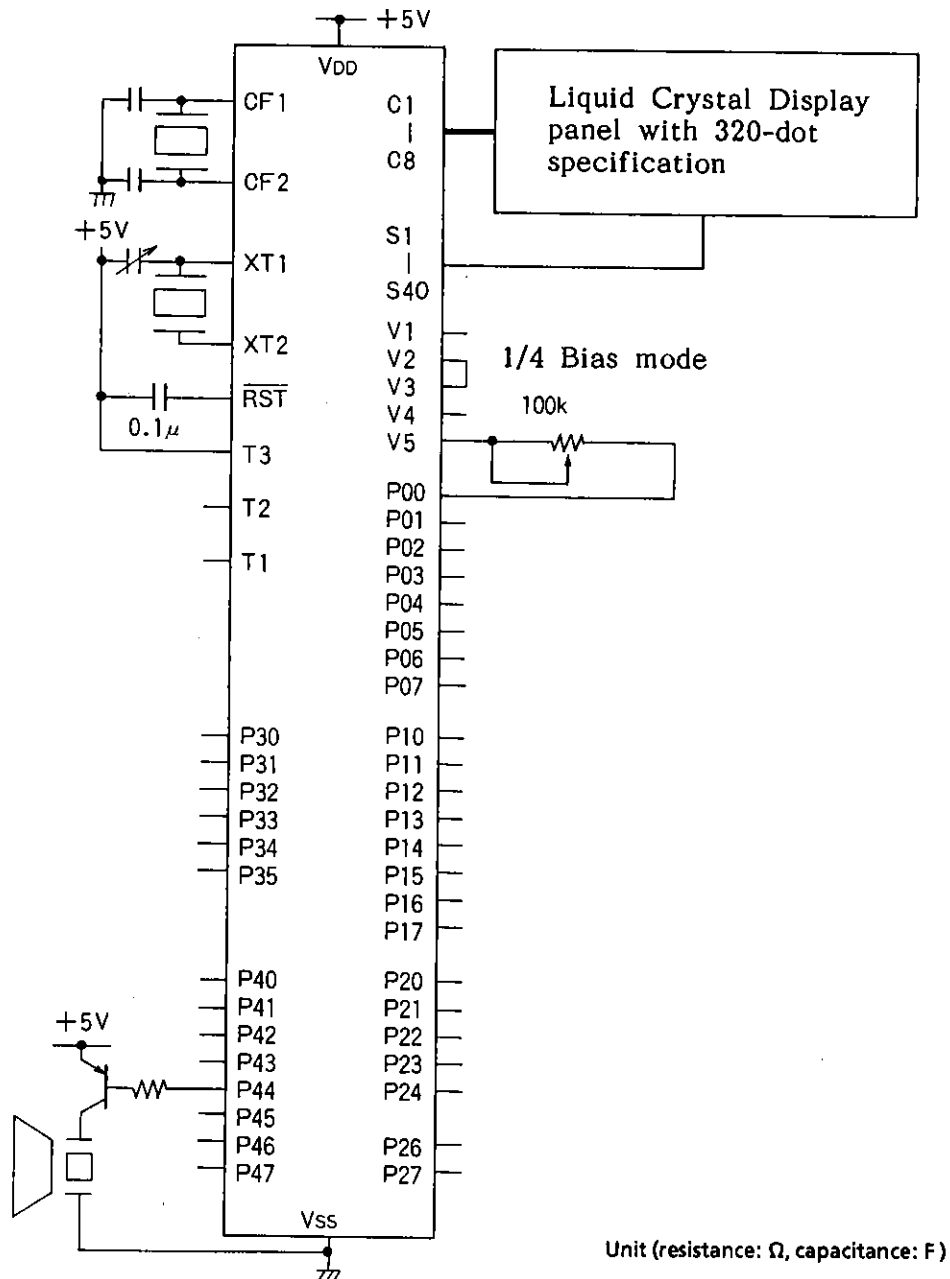 +5V
VDD
CF1
CF2
+5V
XT1
XT2
RST
0.1μ
T3
T2
T1
P30
P31
P32
P33
P34
P35
P40
P41
P42
P43
P44
P45
P46
P47
+5V
VSS
C1
C8
S1
S40
V1
V2
V3
V4
V5
P00
P01
P02
P03
P04
P05
P06
P07
P10
P11
P12
P13
P14
P15
P16
P17
P20
P21
P22
P23
P24
P26
P27
Liquid Crystal Display
panel with 320-dot
specification
1/4 Bias mode
100k
Unit (resistance: Ω, capacitance: F)